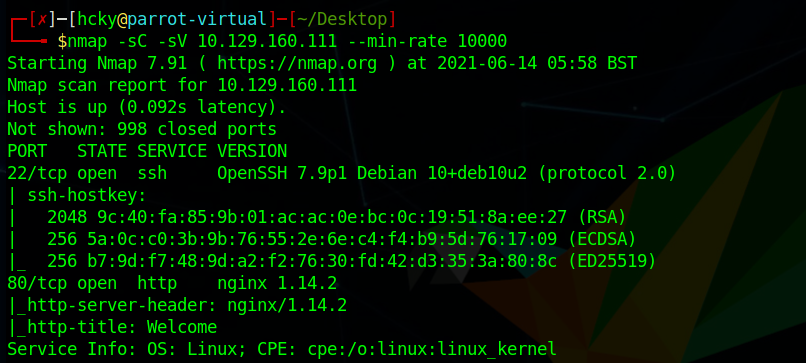 ┌─[✗]─[hcky@parrot-virtual]─[~/Desktop]
└──╼ $nmap -sC -sV 10.129.160.111 --min-rate 10000
Starting Nmap 7.91 ( https://nmap.org ) at 2021-06-14 05:58 BST
Nmap scan report for 10.129.160.111
Host is up (0.092s latency).
Not shown: 998 closed ports
PORT   STATE SERVICE VERSION
22/tcp open  ssh     OpenSSH 7.9p1 Debian 10+deb10u2 (protocol 2.0)
| ssh-hostkey:
|   2048 9c:40:fa:85:9b:01:ac:ac:0e:bc:0c:19:51:8a:ee:27 (RSA)
|   256 5a:0c:c0:3b:9b:76:55:2e:6e:c4:f4:b9:5d:76:17:09 (ECDSA)
|_  256 b7:9d:f7:48:9d:a2:f2:76:30:fd:42:d3:35:3a:80:8c (ED25519)
80/tcp open  http    nginx 1.14.2
|_http-server-header: nginx/1.14.2
|_http-title: Welcome
Service Info: OS: Linux; CPE: cpe:/o:linux:linux_kernel